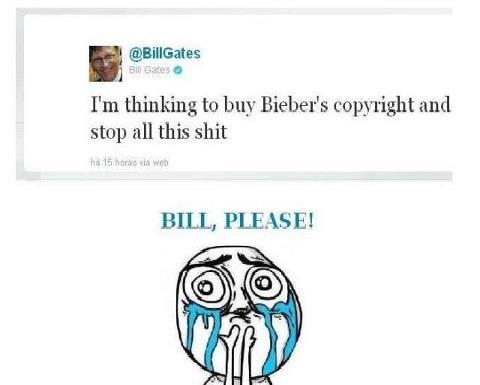 @BillGates
Bill Gates
I'm thinking to buy Bieber's copyright and
stop all this shit
há 15 horas via web
BILL, PLEASE!